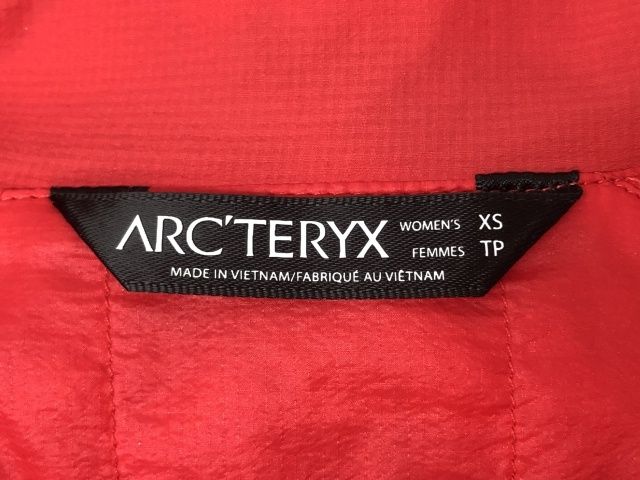 ARC'TERYX WOMEN'S XS
FEMMES TP
MADE IN VIETNAM/FABRIQUÉ AU VIÊTNAM